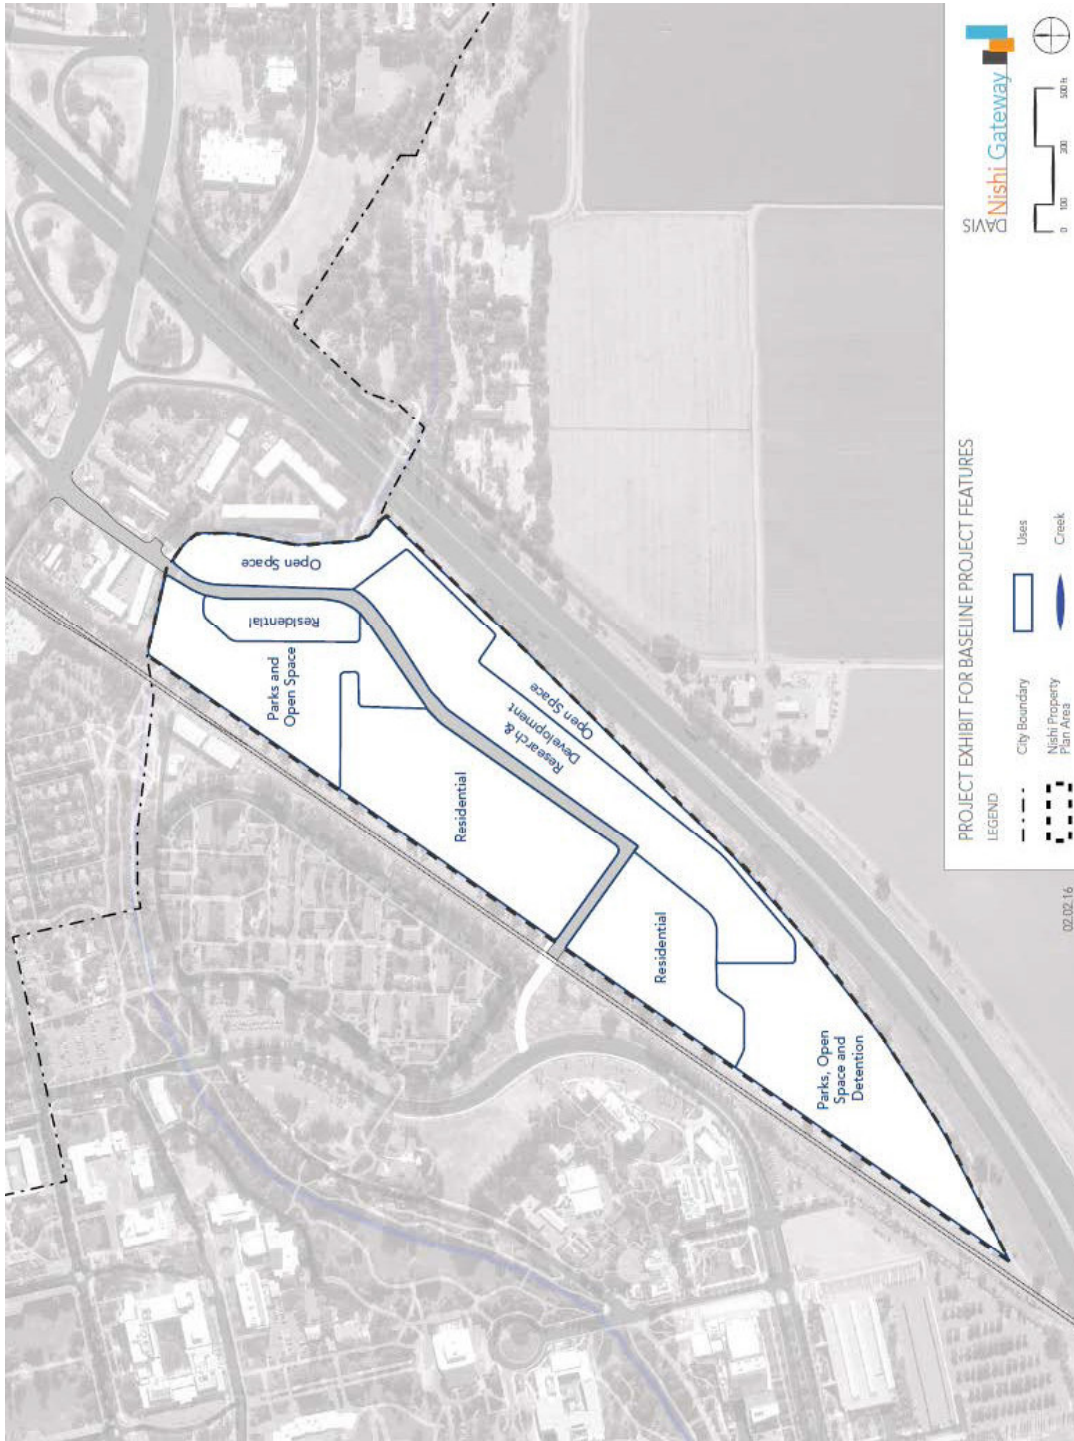 Open Space
Residential
Parks and
Open Space
Research &
Development
Open Space
Residential
Residential
Parks, Open
Space and
Detention
PROJECT EXHIBIT FOR BASELINE PROJECT FEATURES
LEGEND
City Boundary
Uses
Nishi Property
Plan Area
Creek
DAVIS
Nishi Gateway
0 100 300 500 ft
02.02.16